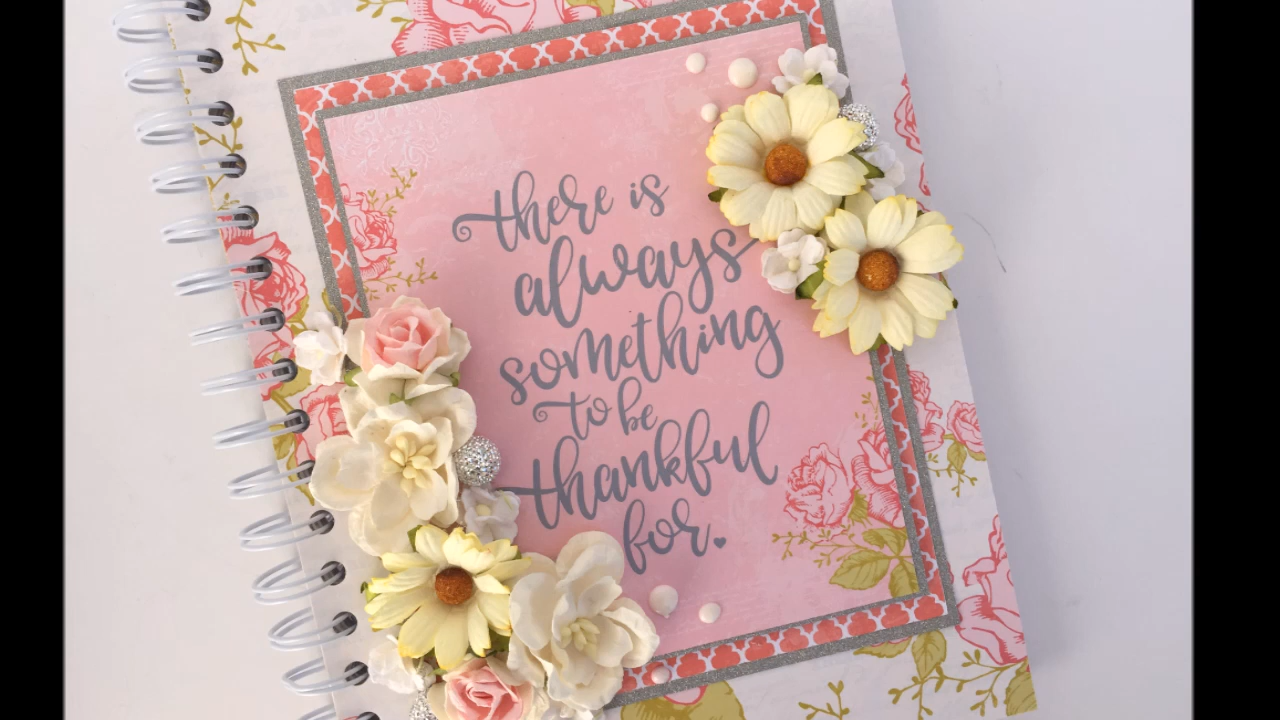 there is
always
something
to be
thankful
for.